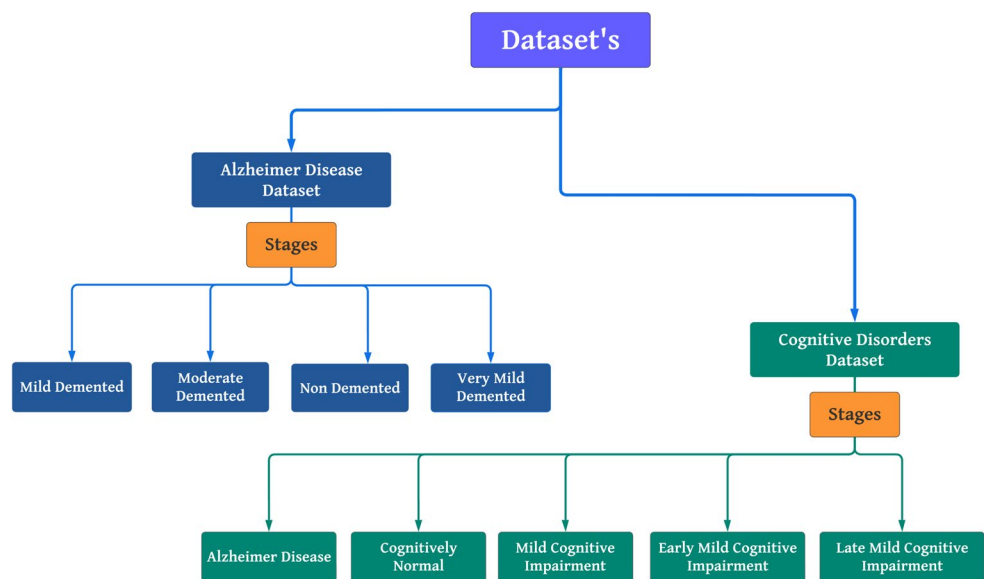 Dataset's
Alzheimer Disease
Dataset
Stages
Mild Demented
Moderate
Demented
Non Demented
Very Mild
Demented
Cognitive Disorders
Dataset
Stages
Alzheimer Disease
Cognitively
Normal
Mild Cognitive
Impairment
Early Mild Cognitive
Impairment
Late Mild Cognitive
Impairment